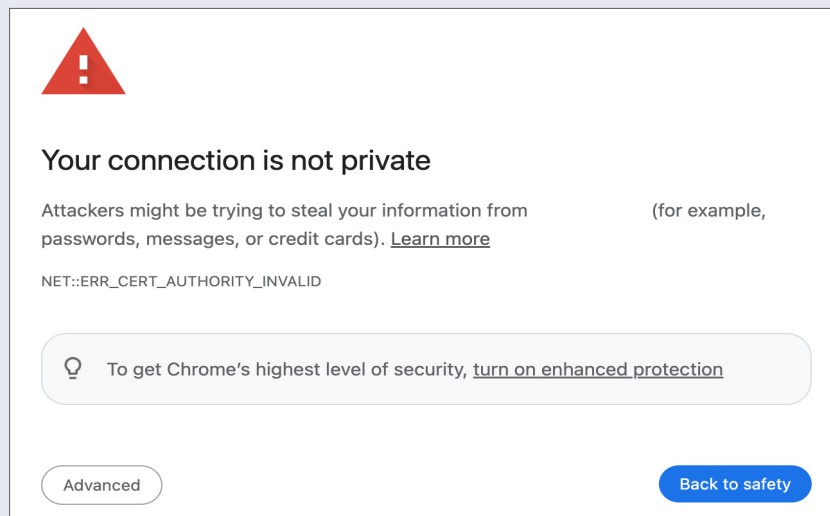 Your connection is not private
Attackers might be trying to steal your information from (for example,
passwords, messages, or credit cards). Learn more
NET::ERR_CERT_AUTHORITY_INVALID
To get Chrome’s highest level of security, turn on enhanced protection
Advanced
Back to safety